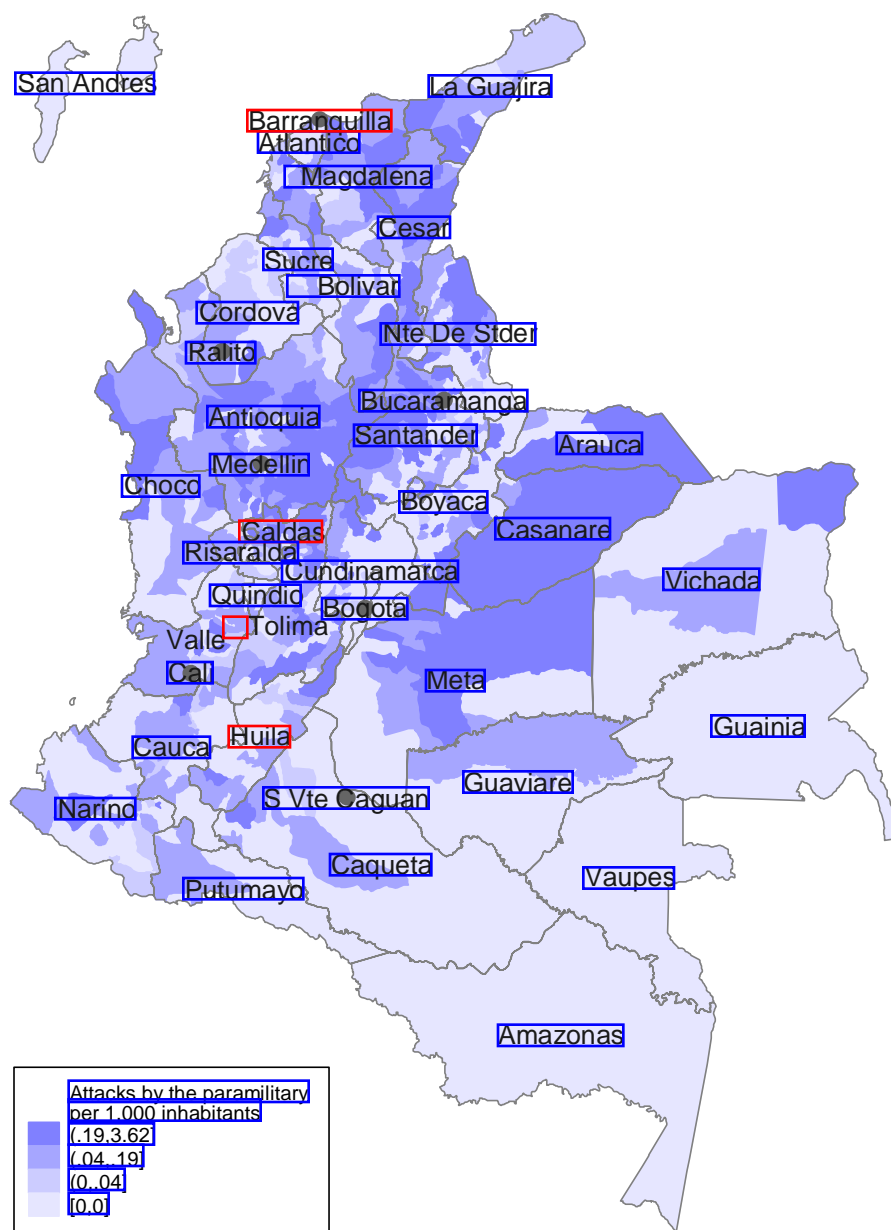 San Andres
La Guajira
Barranquilla
Atlantico
Magdalena
Cesar
Sucre
Bolivar
Cordova
Nte De Stder
Ralito
Bucaramanga
Antioquia
Santander
Arauca
Medellin
Choco
Boyaca
Casanare
Caldas
Risaralda
Cundinamarca
Vichada
Quindio
Bogota
Valle
Tolima
Cali
Meta
Guainia
Huila
Cauca
Guaviare
S Vte Caguan
Narino
Caqueta
Vaupes
Putumayo
Amazonas
Attacks by the paramilitary
per 1,000 inhabitants
(.19,3.62]
(.04,.19]
(0,.04]
[0,0]